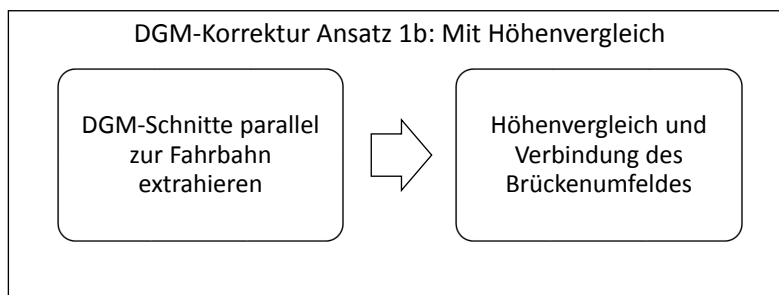 DGM-Korrektur Ansatz 1b: Mit Höhenvergleich
DGM-Schnitte parallel
zur Fahrbahn
extrahieren
Höhenvergleich und
Verbindung des
Brückenumfeldes